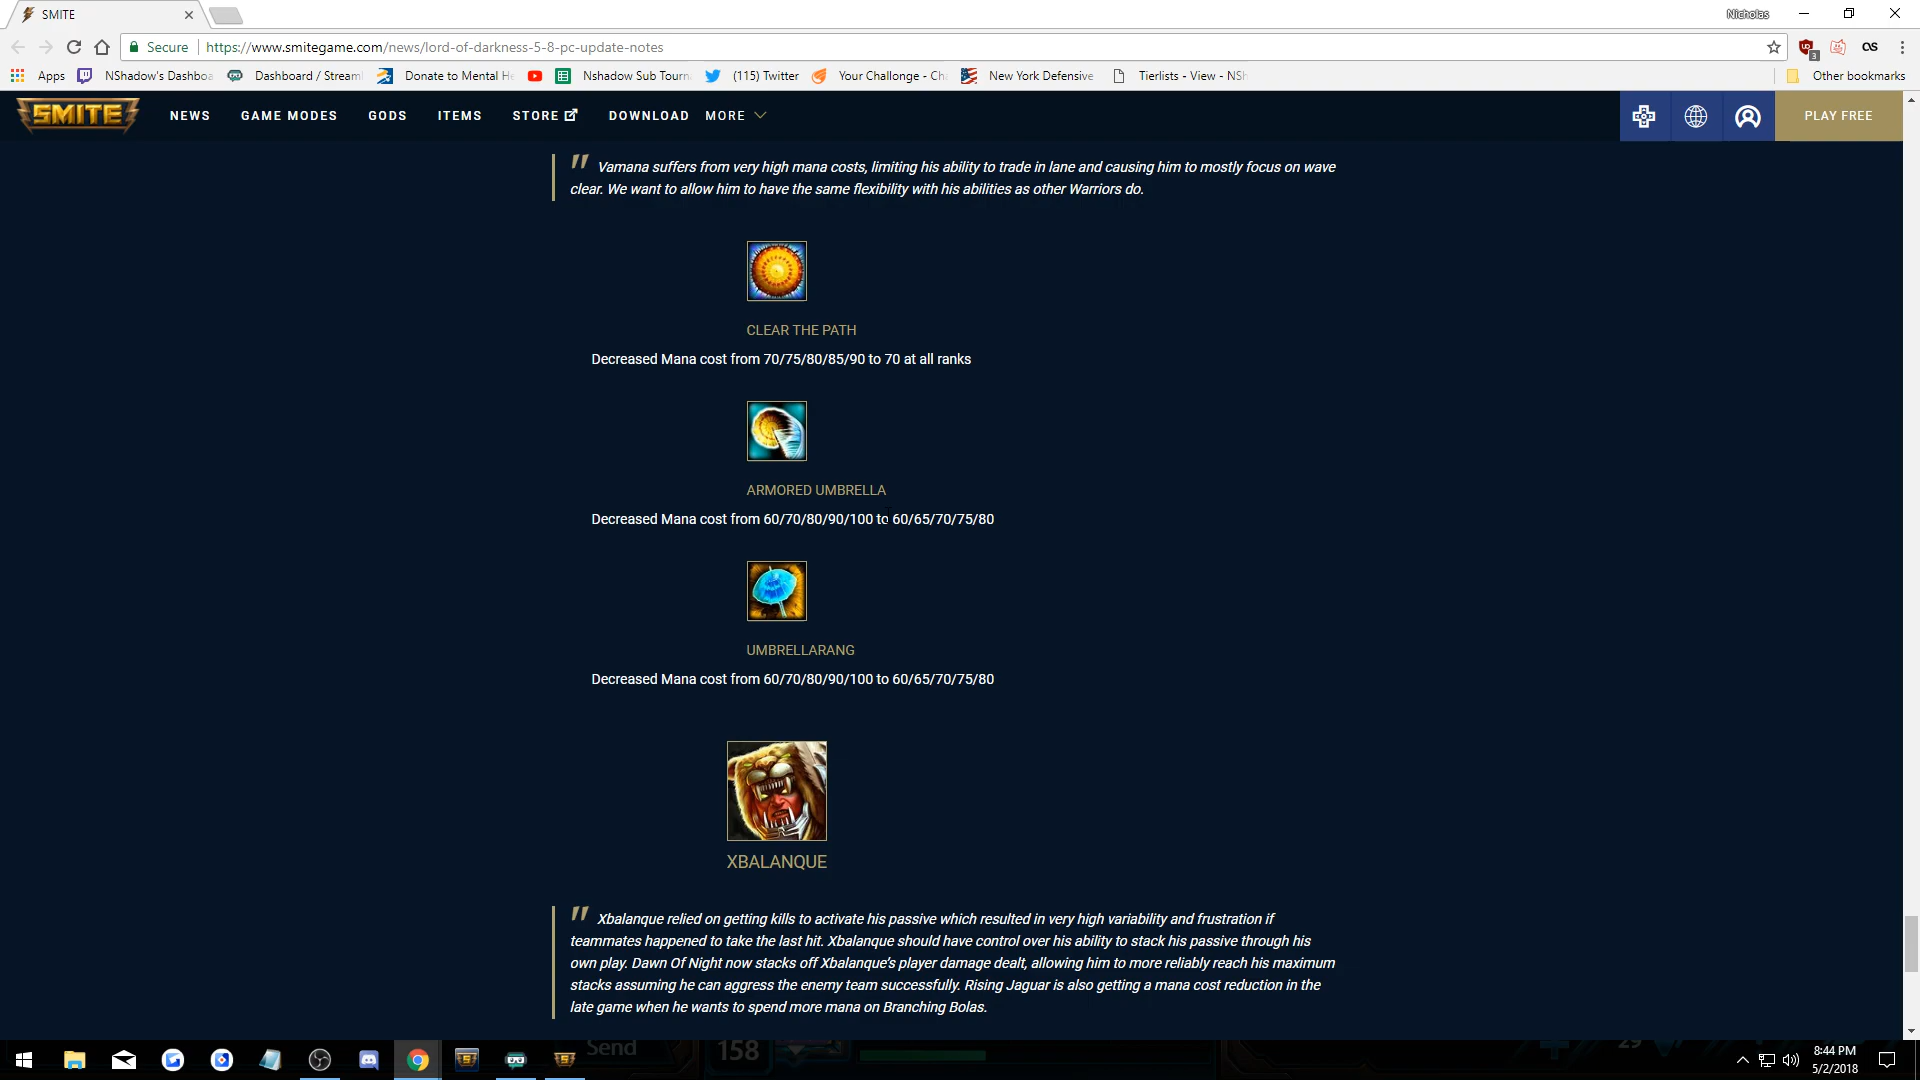 SMITE
Nicholas
Secure https://www.smitegame.com/news/lord-of-darkness-5-8-pc-update-notes
Apps NShadow's Dashboa Dashboard / Stream Donate to Mental He Nshadow Sub Tourn (115) Twitter Your Challonge - Ch New York Defensive Tierlists - View - NSh Other bookmarks
SMITE NEWS GAME MODES GODS ITEMS STORE DOWNLOAD MORE PLAY FREE
" Vamana suffers from very high mana costs, limiting his ability to trade in lane and causing him to mostly focus on wave
clear. We want to allow him to have the same flexibility with his abilities as other Warriors do.
CLEAR THE PATH
Decreased Mana cost from 70/75/80/85/90 to 70 at all ranks
ARMORED UMBRELLA
Decreased Mana cost from 60/70/80/90/100 to 60/65/70/75/80
UMBRELLARANG
Decreased Mana cost from 60/70/80/90/100 to 60/65/70/75/80
XBALANQUE
" Xbalanque relied on getting kills to activate his passive which resulted in very high variability and frustration if
teammates happened to take the last hit. Xbalanque should have control over his ability to stack his passive through his
own play. Dawn Of Night now stacks off Xbalanque's player damage dealt, allowing him to more reliably reach his maximum
stacks assuming he can aggress the enemy team successfully. Rising Jaguar is also getting a mana cost reduction in the
late game when he wants to spend more mana on Branching Bolas.
Send 158 29
8:44 PM
5/2/2018